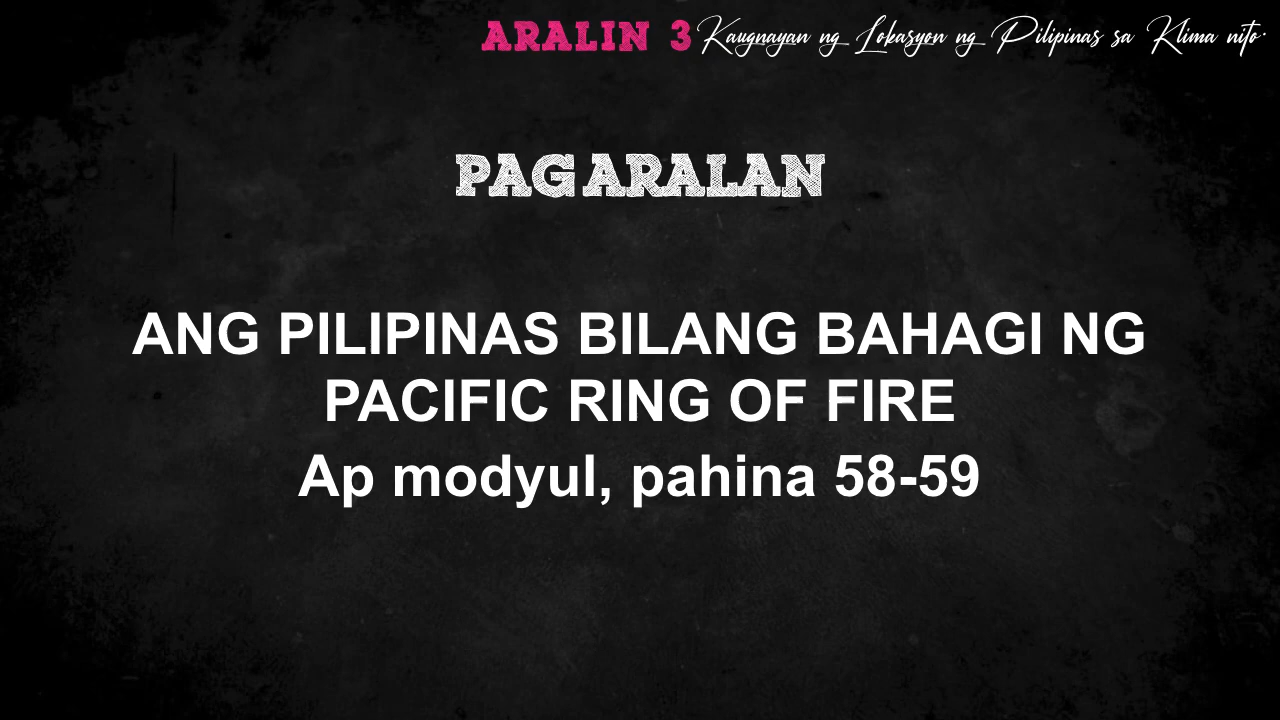 ARALIN 3 Kaugnayan ng Lokasyon ng Pilipinas sa Klima nito.
PAGARALAN
ANG PILIPINAS BILANG BAHAGI NG
PACIFIC RING OF FIRE
Ap modyul, pahina 58-59